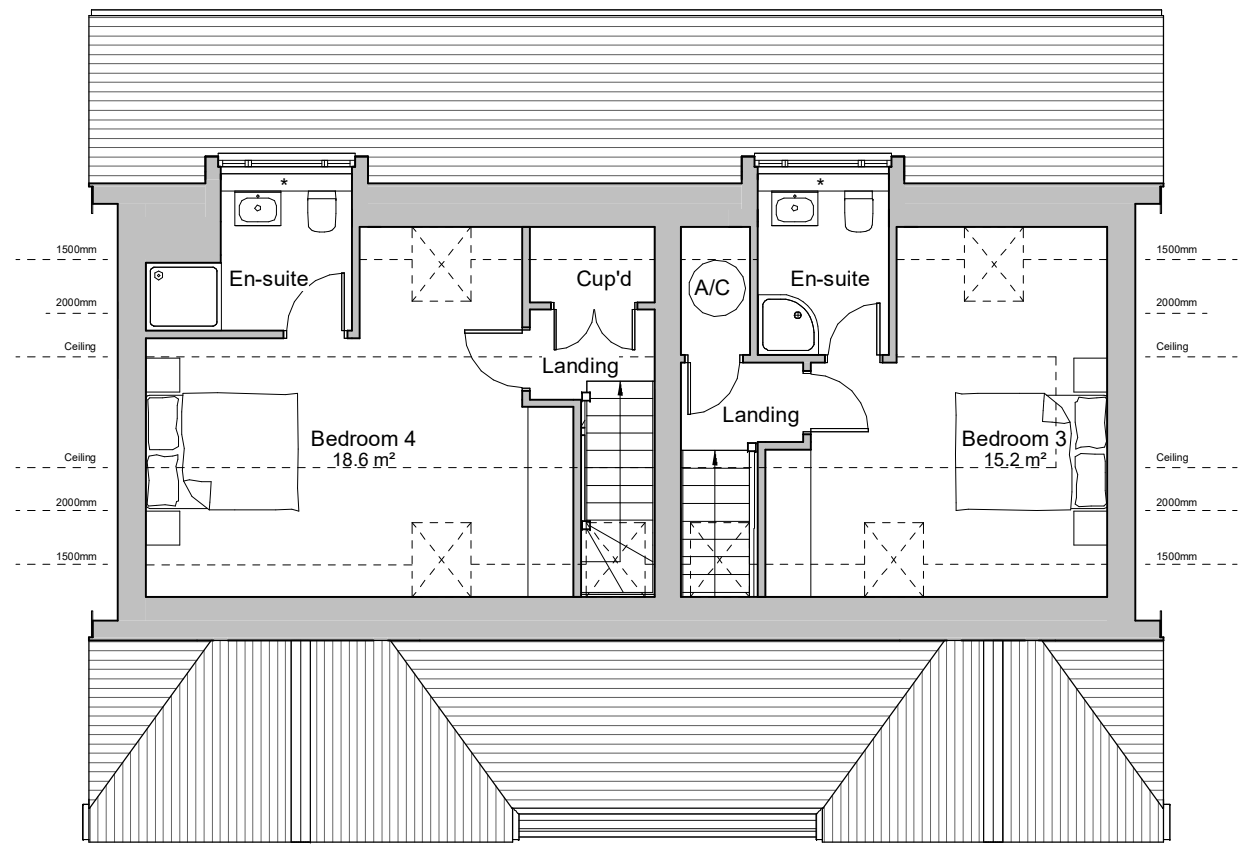 *
*
1500mm
1500mm
En-suite
Cup'd
A/C
En-suite
2000mm
2000mm
Ceiling
Ceiling
Landing
Landing
Bedroom 4
18.6 m²
Bedroom 3
15.2 m²
Ceiling
Ceiling
2000mm
2000mm
1500mm
1500mm